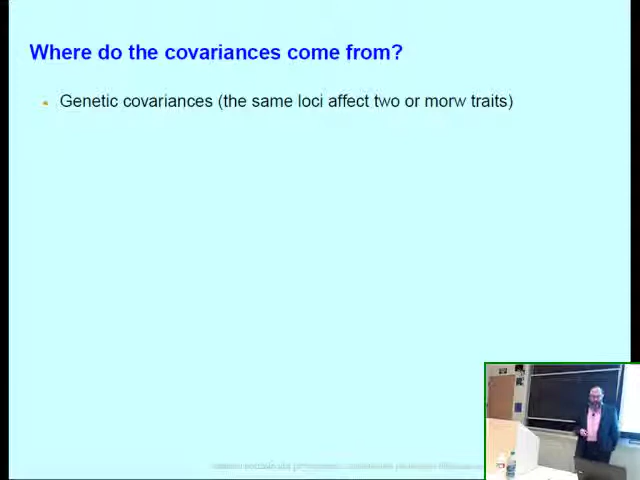 Where do the covariances come from?
Genetic covariances (the same loci affect two or morw traits)